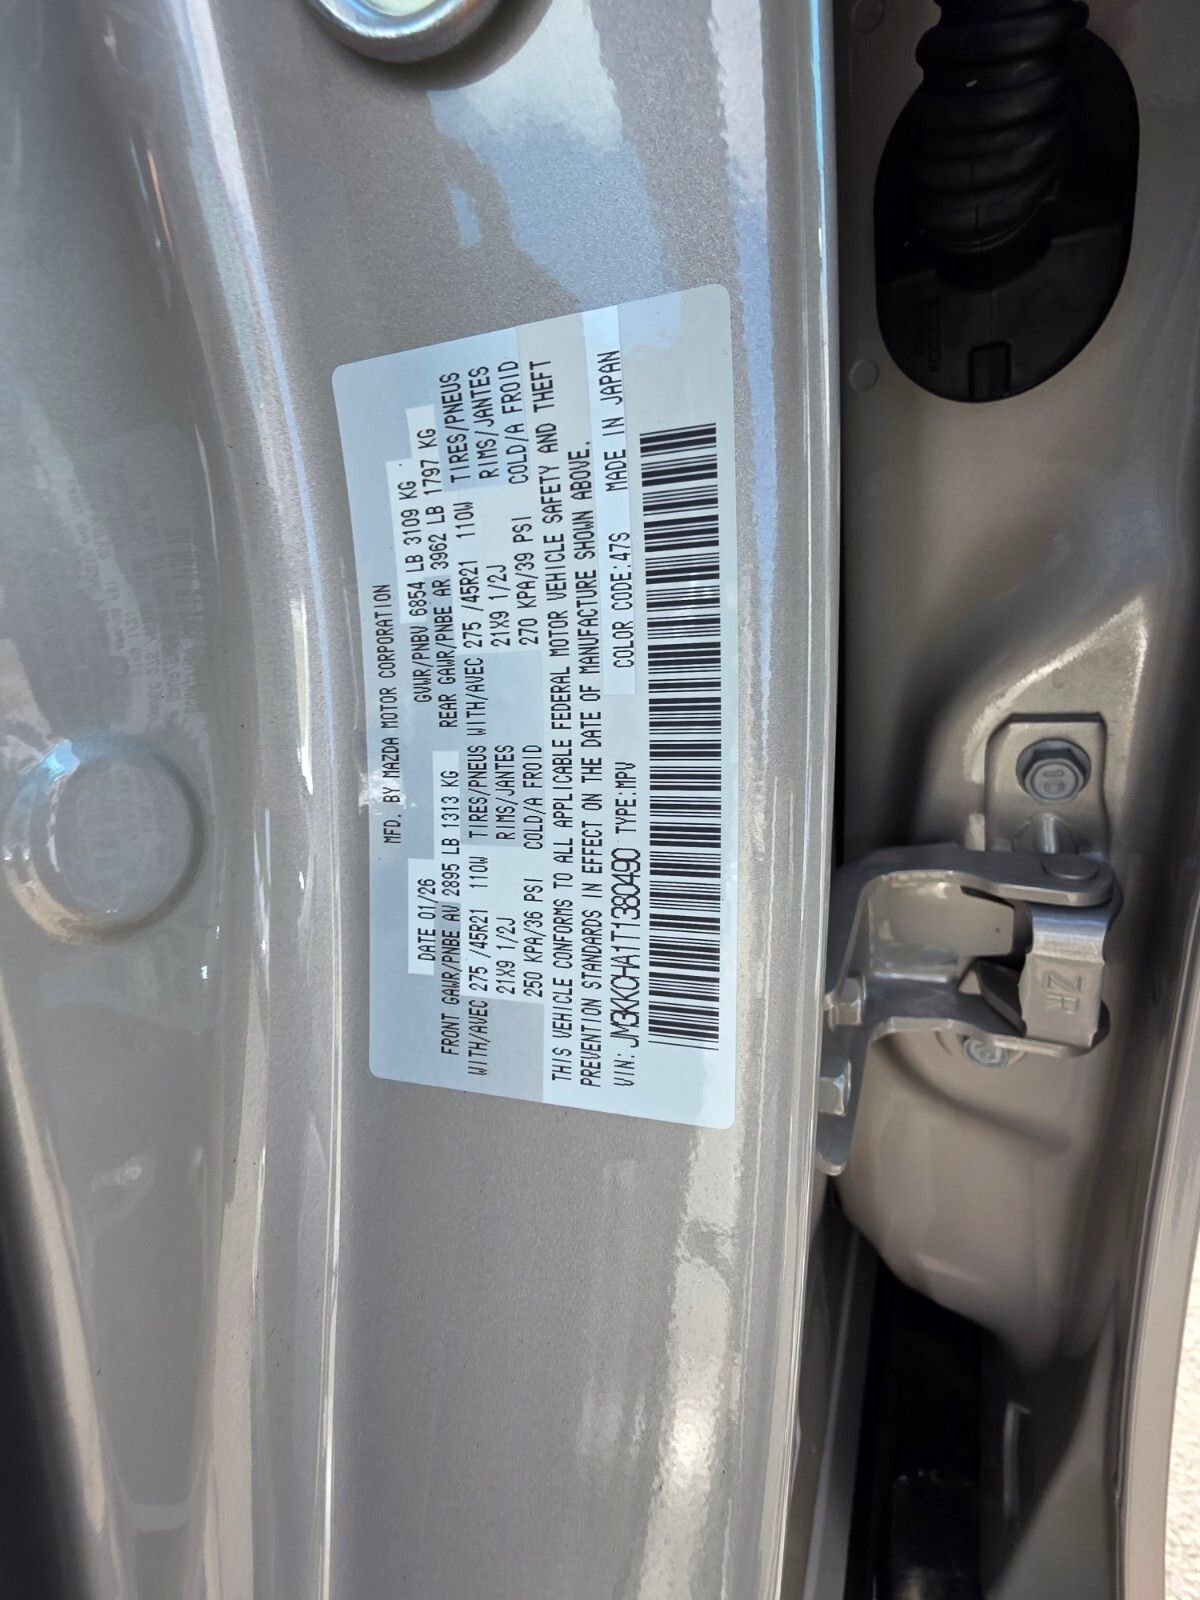 MFD. BY MAZDA MOTOR CORPORATION
DATE 01/26 GVWR/PNBV 6854 LB 3109 KG
FRONT GAWR/PNBE AV 2895 LB 1313 KG REAR GAWR/PNBE AR 3962 LB 1797 KG
WITH/AVEC 275 /45R21 110W TIRES/PNEUS WITH/AVEC 275 /45R21 110W TIRES/PNEUS
21X9 1/2J RIMS/JANTES 21X9 1/2J RIMS/JANTES
250 KPA/36 PSI COLD/A FROID 270 KPA/39 PSI COLD/A FROID
THIS VEHICLE CONFORMS TO ALL APPLICABLE FEDERAL MOTOR VEHICLE SAFETY AND THEFT
PREVENTION STANDARDS IN EFFECT ON THE DATE OF MANUFACTURE SHOWN ABOVE.
VIN: JM3KKCHA1T1380490 TYPE:MPV COLOR CODE:47S MADE IN JAPAN
10
ZR